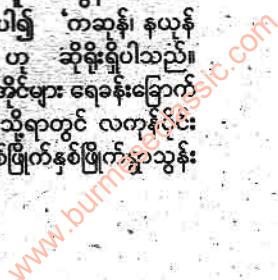 ပါ၍ 'ကဆုန်၊ နယုန်
ဟု ဆိုရိုးရှိပါသည်။
အိုင်များ ရေခန်းခြောက်
သို့ရာတွင် လကုန်ပိုင်း
စ်ဖြိုက်နှစ်ဖြိုက်ရွာသွန်း
www.burmeseclassic.com